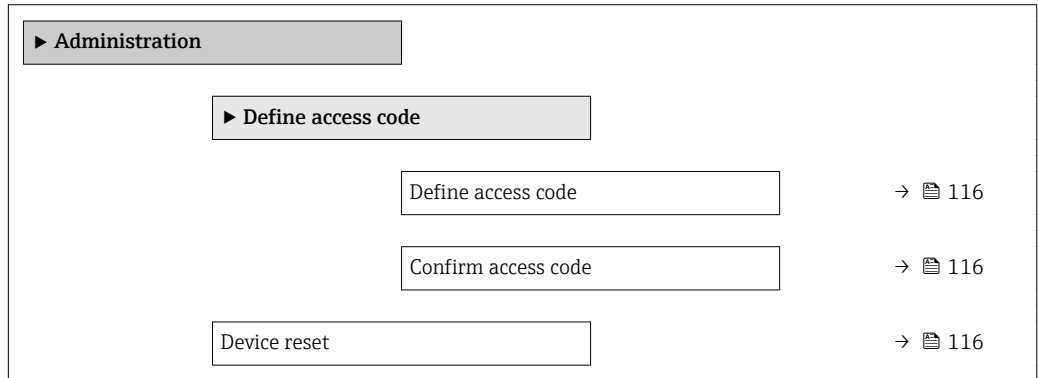 ▶ Administration
▶ Define access code
Define access code → 116
Confirm access code → 116
Device reset → 116